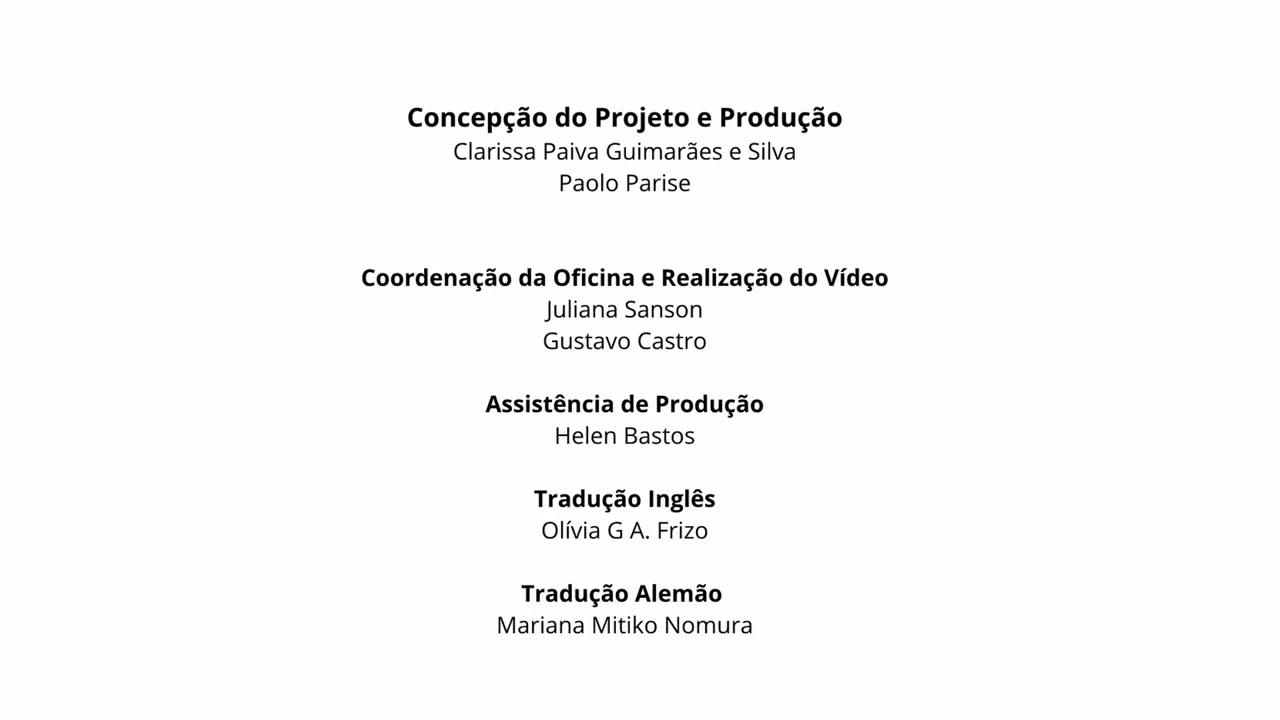 Concepção do Projeto e Produção
Clarissa Paiva Guimarães e Silva
Paolo Parise
Coordenação da Oficina e Realização do Vídeo
Juliana Sanson
Gustavo Castro
Assistência de Produção
Helen Bastos
Tradução Inglês
Olívia G A. Frizo
Tradução Alemão
Mariana Mitiko Nomura